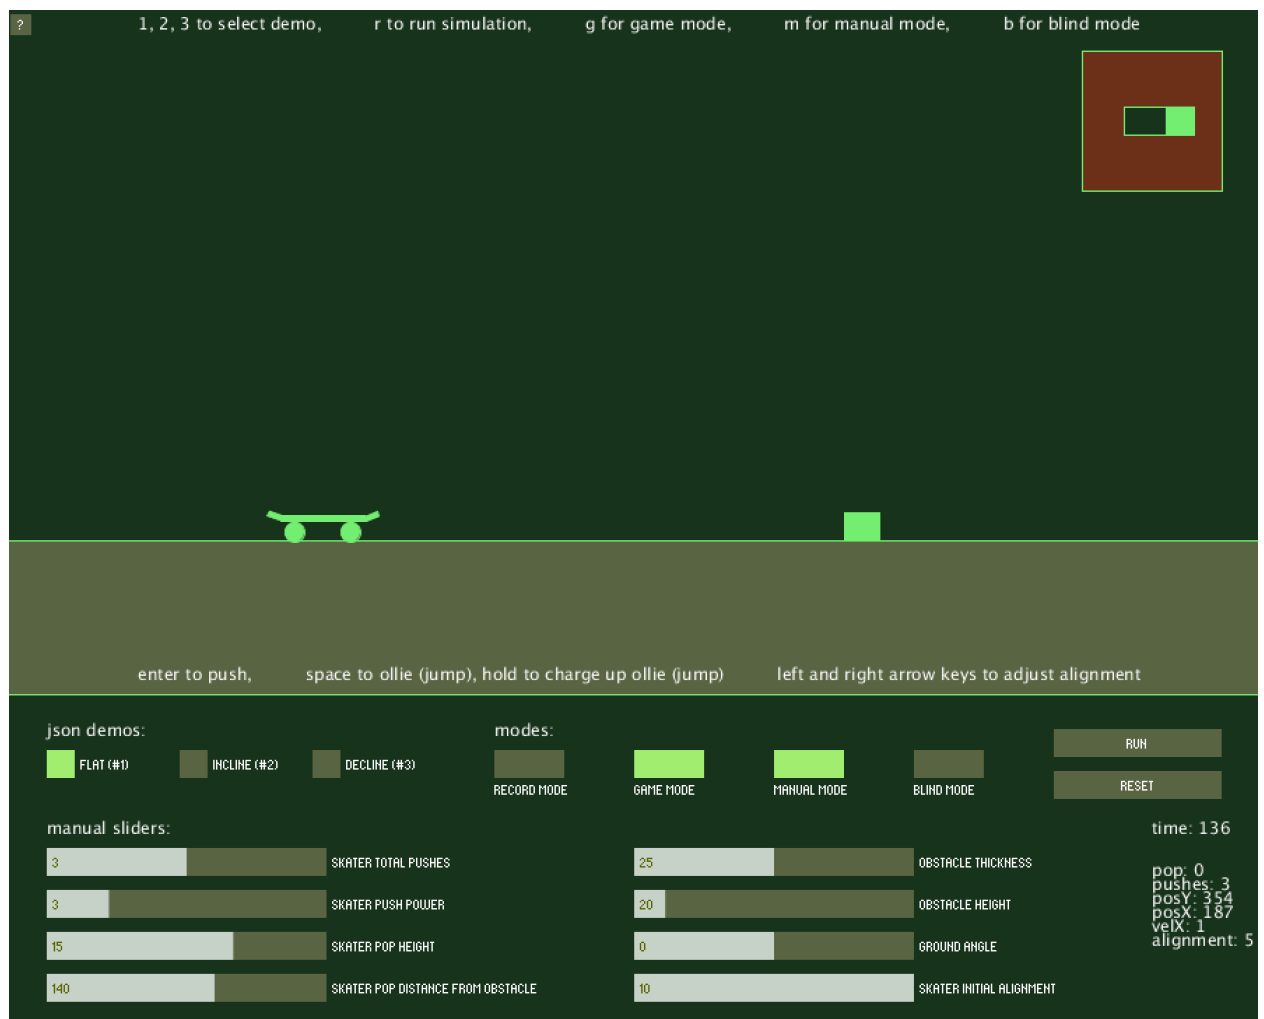 ?
1, 2, 3 to select demo, r to run simulation, g for game mode, m for manual mode, b for blind mode
enter to push, space to ollie (jump), hold to charge up ollie (jump) left and right arrow keys to adjust alignment
json demos:
FLAT (#1) INCLINE (#2) DECLINE (#3)
modes:
RECORD MODE GAME MODE MANUAL MODE BLIND MODE
RUN
RESET
manual sliders:
3 SKATER TOTAL PUSHES
3 SKATER PUSH POWER
15 SKATER POP HEIGHT
140 SKATER POP DISTANCE FROM OBSTACLE
25 OBSTACLE THICKNESS
20 OBSTACLE HEIGHT
0 GROUND ANGLE
10 SKATER INITIAL ALIGNMENT
time: 136
pop: 0
pushes: 3
posY: 354
posX: 187
velX: 1
alignment: 5